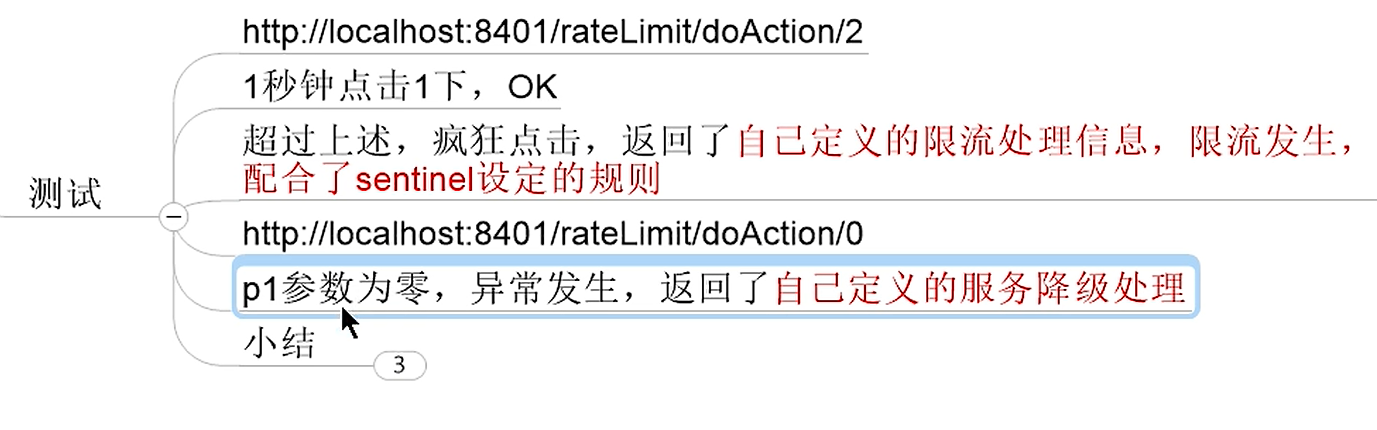 http://localhost:8401/rateLimit/doAction/2
1秒钟点击1下，OK
超过上述，疯狂点击，返回了自己定义的限流处理信息，限流发生，
配合了sentinel设定的规则
测试
http://localhost:8401/rateLimit/doAction/0
p1参数为零，异常发生，返回了自己定义的服务降级处理
小结
3